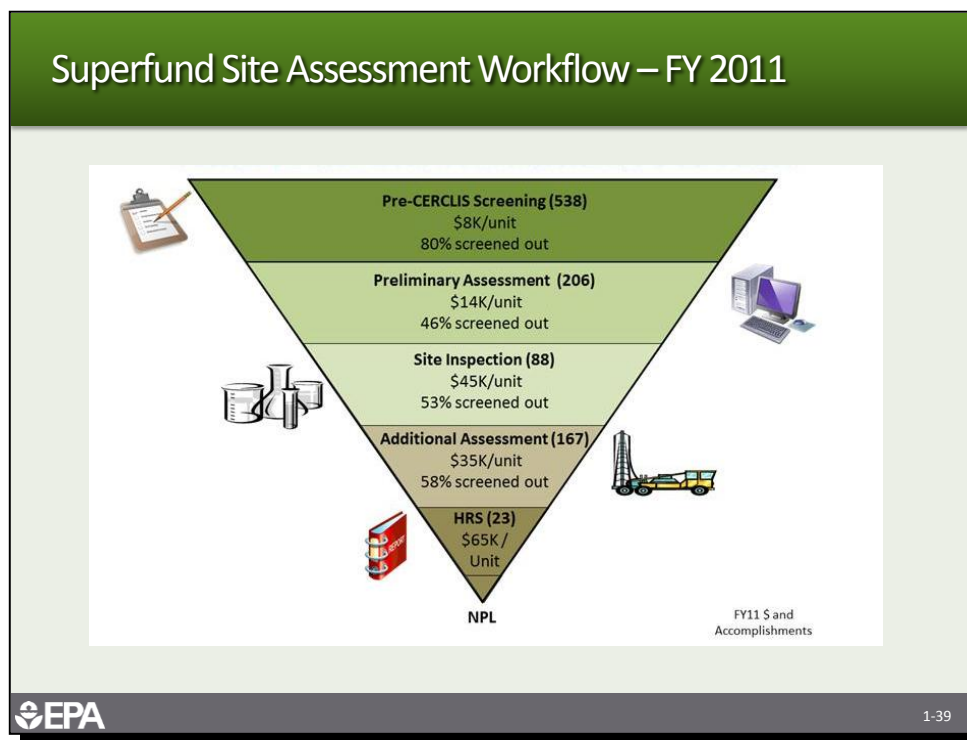 Superfund Site Assessment Workflow – FY 2011
Pre-CERCLIS Screening (538)
$8K/unit
80% screened out
Preliminary Assessment (206)
$14K/unit
46% screened out
Site Inspection (88)
$45K/unit
53% screened out
Additional Assessment (167)
$35K/unit
58% screened out
HRS (23)
$65K /
Unit
REPORT
NPL
FY11 $ and
Accomplishments
EPA
1-39